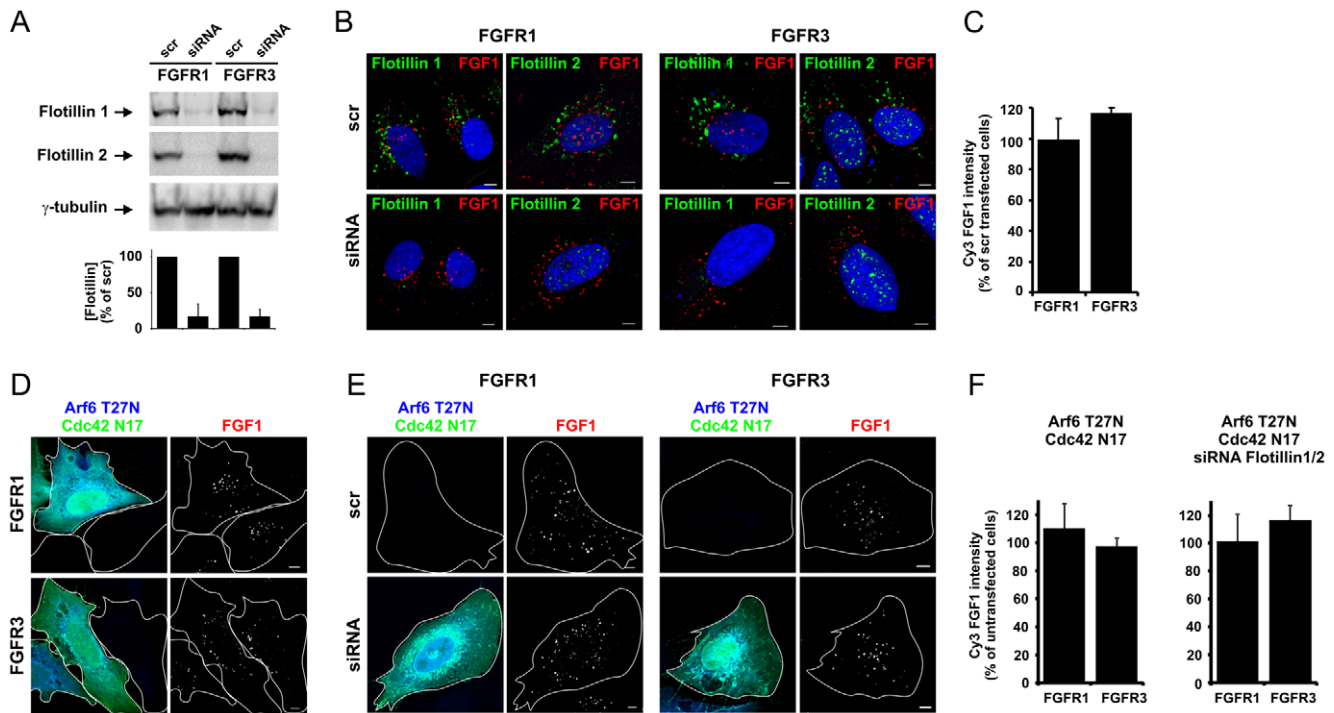 A
scr siRNA scr siRNA
FGFR1 FGFR3
Flotillin 1
Flotillin 2
γ-tubulin
[Flotillin]
(% of scr)
100
50
0
B
FGFR1 FGFR3
Flotillin 1 FGF1 Flotillin 2 FGF1 Flotillin 1 FGF1 Flotillin 2 FGF1
scr
Flotillin 1 FGF1 Flotillin 2 FGF1 Flotillin 1 FGF1 Flotillin 2 FGF1
siRNA
C
Cy3 FGF1 intensity
(% of scr transfected cells)
120
100
80
60
40
20
0
FGFR1 FGFR3
D
Arf6 T27N
Cdc42 N17 FGF1
FGFR1
FGFR3
E
FGFR1 FGFR3
Arf6 T27N Arf6 T27N
Cdc42 N17 FGF1 Cdc42 N17 FGF1
scr
siRNA
F
Arf6 T27N
Cdc42 N17
Cy3 FGF1 intensity
(% of untransfected cells)
120
100
80
60
40
20
0
FGFR1 FGFR3
Arf6 T27N
Cdc42 N17
siRNA Flotillin1/2
120
100
80
60
40
20
0
FGFR1 FGFR3